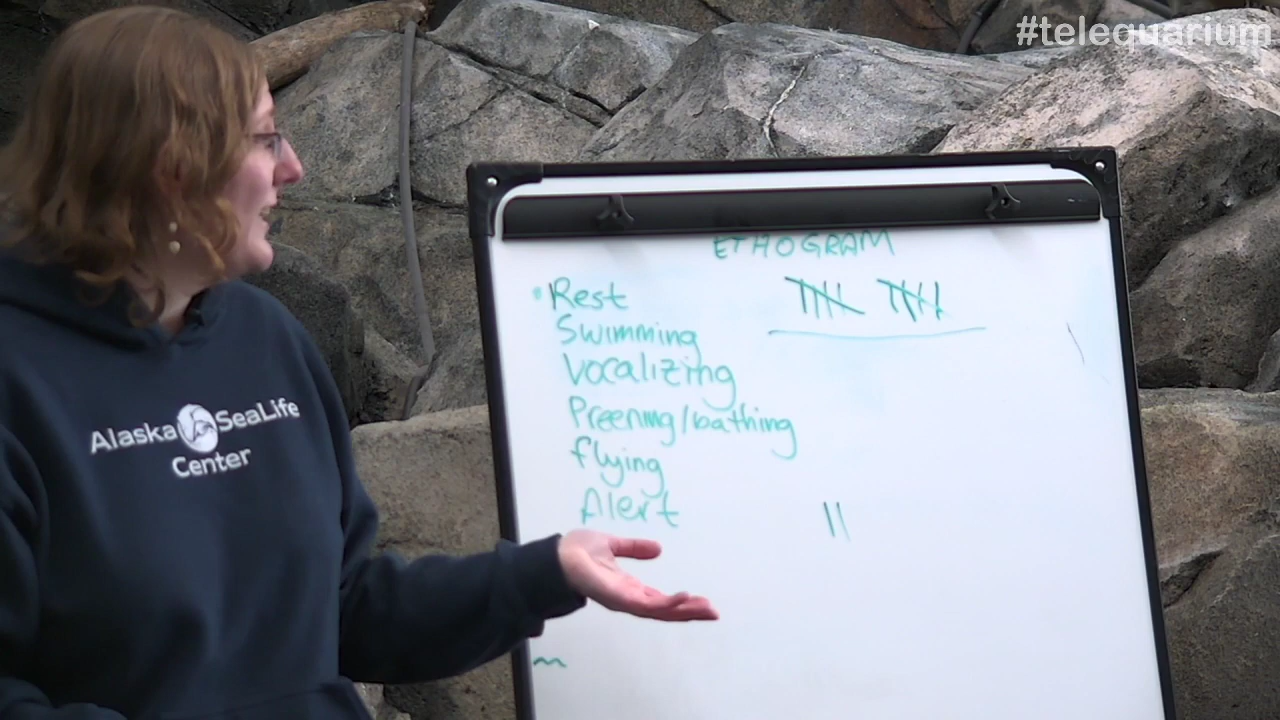 #telequarium
ETHOGRAM
Rest
Swimming
Vocalizing
Preening/bathing
flying
Alert
Alaska SeaLife
Center